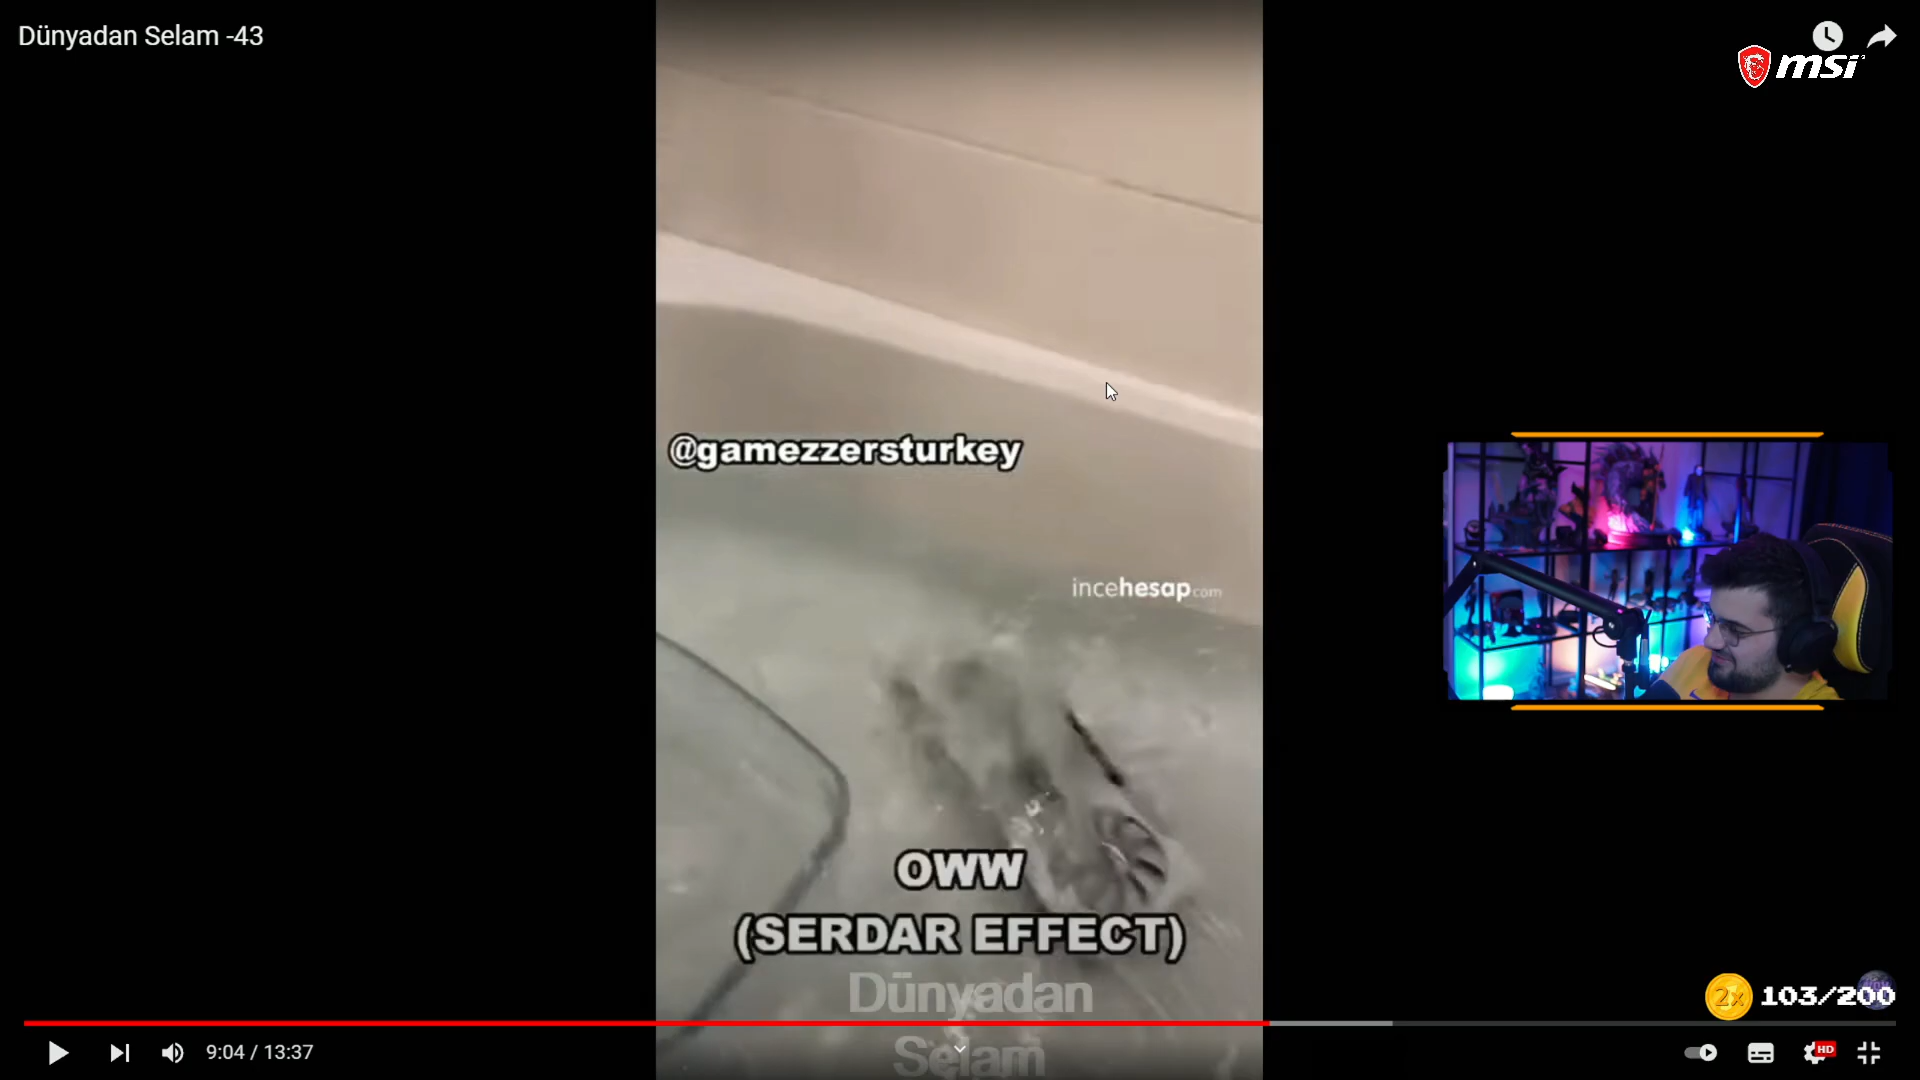 Dünyadan Selam -43
msi
@gamezzersturkey
incehesap.com
OWW
(SERDAR EFFECT)
Dünyadan
Selam
2x 103/200
9:04 / 13:37
HD